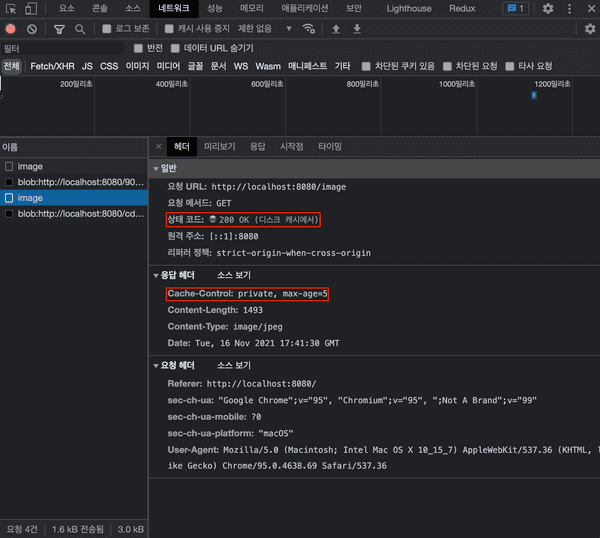 요소 콘솔 네트워크 성능 메모리 애플리케이션 보안 Lighthouse Redux 1
로그 보존 캐시 사용 중지 제한 없음
필터 반전 데이터 URL 숨기기
전체 Fetch/XHR JS CSS 이미지 미디어 글꼴 문서 WS Wasm 매니페스트 기타 차단된 쿠키 있음 차단된 요청 타사 요청
200밀리초 400밀리초 600밀리초 800밀리초 1000밀리초 1200밀리초
이름
image
blob:http://localhost:8080/90…
image
blob:http://localhost:8080/cd…
헤더 미리보기 응답 시작점 타이밍
일반
요청 URL: http://localhost:8080/image
요청 메서드: GET
상태 코드: 200 OK (디스크 캐시에서)
원격 주소: [::1]:8080
리퍼러 정책: strict-origin-when-cross-origin
응답 헤더 소스 보기
Cache-Control: private, max-age=5
Content-Length: 1493
Content-Type: image/jpeg
Date: Tue, 16 Nov 2021 17:41:30 GMT
요청 헤더 소스 보기
Referer: http://localhost:8080/
sec-ch-ua: "Google Chrome";v="95", "Chromium";v="95", ";Not A Brand";v="99"
sec-ch-ua-mobile: ?0
sec-ch-ua-platform: "macOS"
User-Agent: Mozilla/5.0 (Macintosh; Intel Mac OS X 10_15_7) AppleWebKit/537.36 (KHTML, l
ike Gecko) Chrome/95.0.4638.69 Safari/537.36
요청 4건 1.6 kB 전송됨 3.0 kB